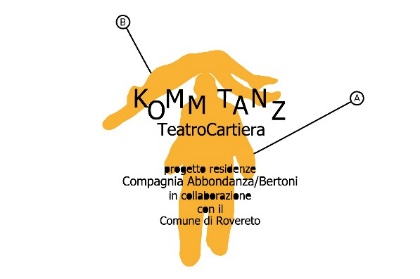 B
A
KOMM TANZ
TeatroCartiera
progetto residenze
Compagnia Abbondanza/Bertoni
in collaborazione
con il
Comune di Rovereto